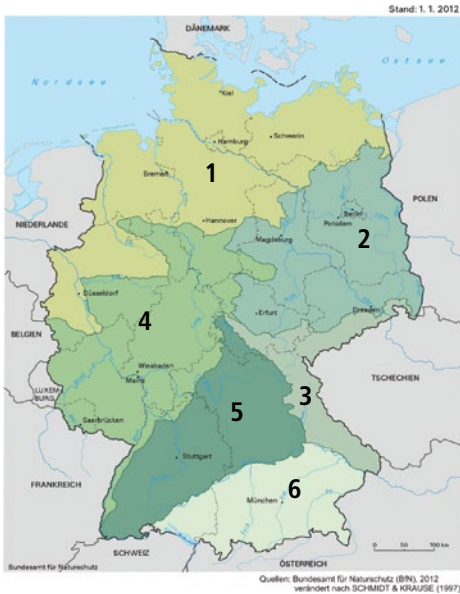 Stand: 1. 1. 2012
DÄNEMARK
Nordsee
Ostsee
Kiel
Hamburg
Schwerin
Bremen
1
Hannover
NIEDERLANDE
POLEN
Berlin
Potsdam
Magdeburg
2
Düsseldorf
4
Erfurt
Dresden
BELGIEN
Wiesbaden
Mainz
TSCHECHIEN
LUXEM-
BURG
3
5
Saarbrücken
Stuttgart
6
FRANKREICH
München
0 50 100 km
SCHWEIZ
ÖSTERREICH
Bundesamt für Naturschutz
Quellen: Bundesamt für Naturschutz (BfN), 2012
verändert nach SCHMIDT & KRAUSE (1997)